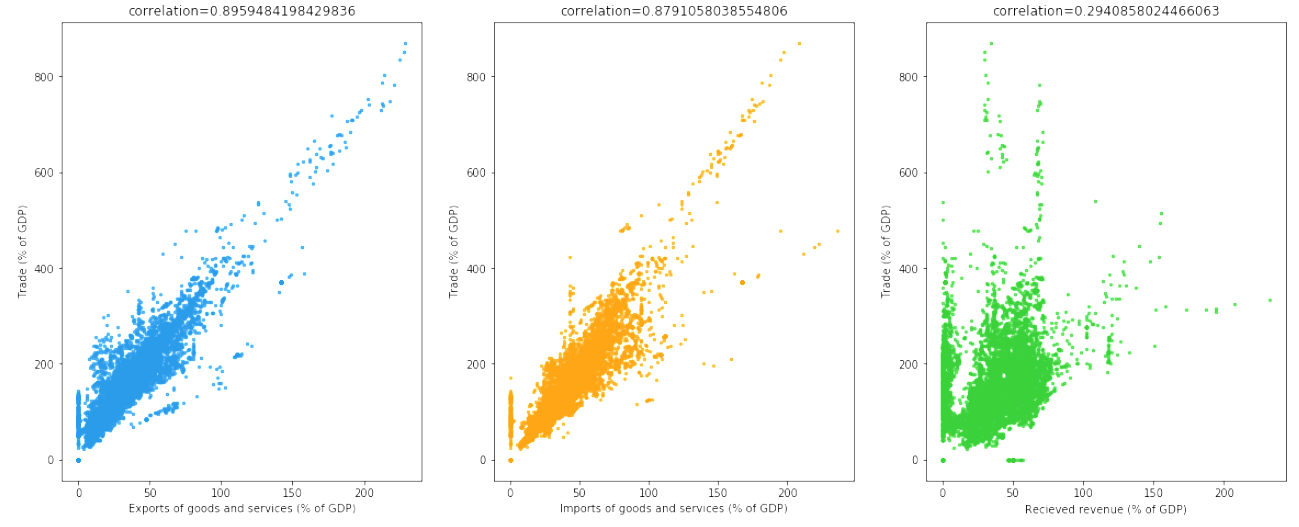 correlation=0.8959484198429836
800
600
400
200
0
0 50 100 150 200
Trade (% of GDP)
Exports of goods and services (% of GDP)
correlation=0.8791058038554806
800
600
400
200
0
0 50 100 150 200
Trade (% of GDP)
Imports of goods and services (% of GDP)
correlation=0.2940858024466063
800
600
400
200
0
0 50 100 150 200
Trade (% of GDP)
Recieved revenue (% of GDP)